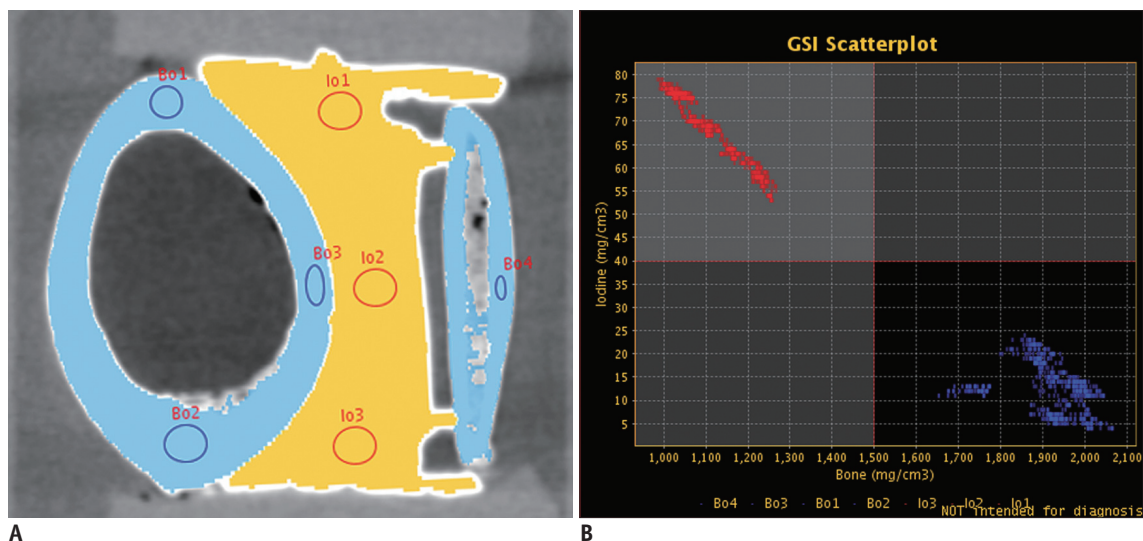 Bo1
Io1
Bo3
Io2
Bo4
Bo2
Io3
A
GSI Scatterplot
Iodine (mg/cm3)
80
75
70
65
60
55
50
45
40
35
30
25
20
15
10
5
1,000 1,100 1,200 1,300 1,400 1,500 1,600 1,700 1,800 1,900 2,000 2,100
Bone (mg/cm3)
Bo4 Bo3 Bo1 Bo2 Io3 Io2 Io1
NOT intended for diagnosis
B